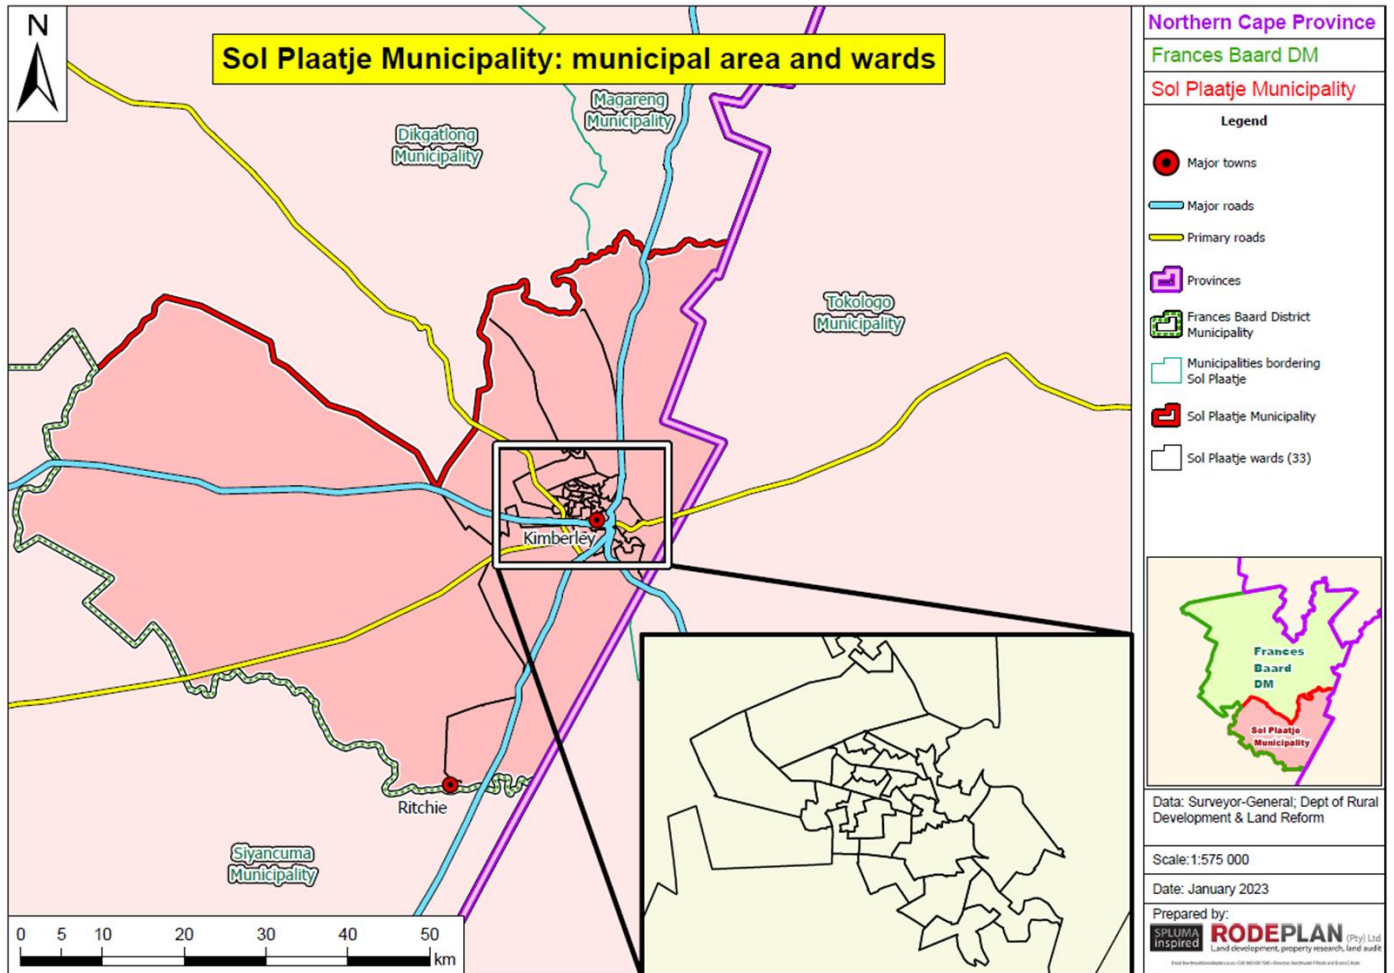 N
Sol Plaatje Municipality: municipal area and wards
Magareng
Municipality
Dikgatlong
Municipality
Tokologo
Municipality
Kimberley
Ritchie
Siyancuma
Municipality
0 5 10 20 30 40 50
km
Northern Cape Province
Frances Baard DM
Sol Plaatje Municipality
Legend
Major towns
Major roads
Primary roads
Provinces
Frances Baard District
Municipality
Municipalities bordering
Sol Plaatje
Sol Plaatje Municipality
Sol Plaatje wards (33)
Frances
Baard
DM
Sol Plaatje
Municipality
Data: Surveyor-General; Dept of Rural
Development & Land Reform
Scale:1:575 000
Date: January 2023
Prepared by:
SPLUMA
inspired
RODEPLAN (Pty) Ltd
Land development, property research, land audit